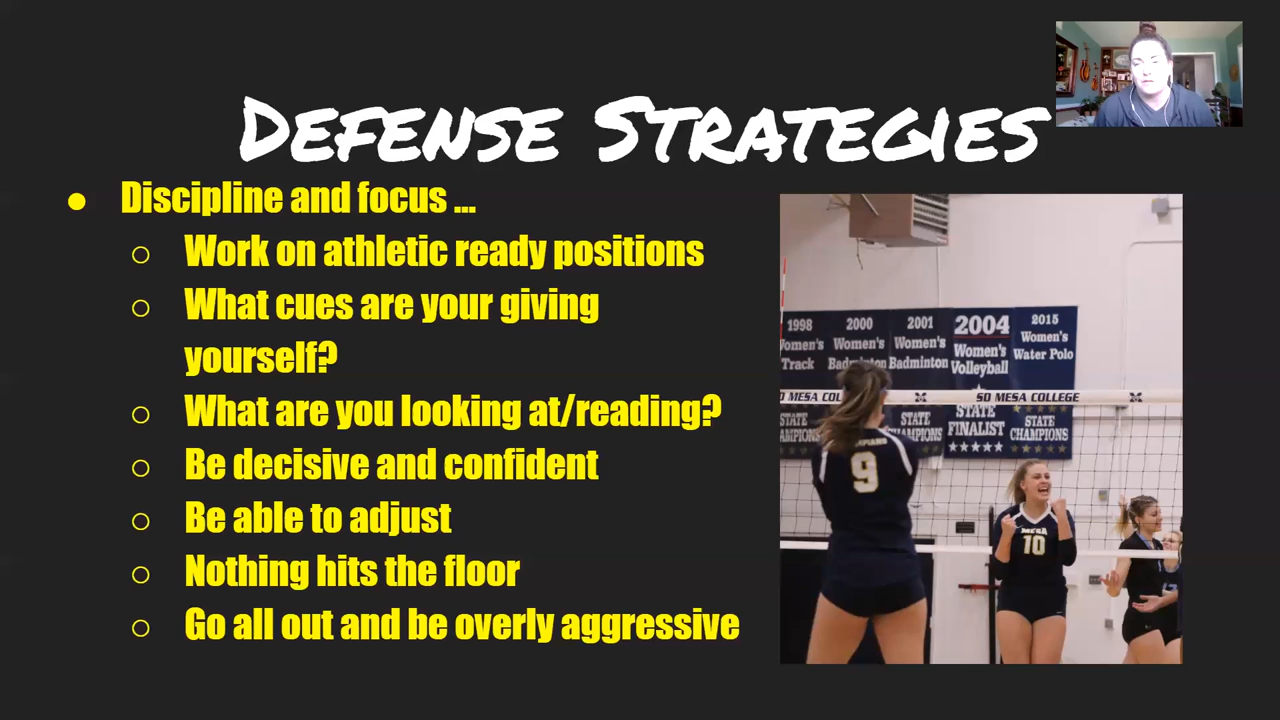 DEFENSE STRATEGIES
● Discipline and focus ...
○ Work on athletic ready positions
○ What cues are your giving
yourself?
○ What are you looking at/reading?
○ Be decisive and confident
○ Be able to adjust
○ Nothing hits the floor
○ Go all out and be overly aggressive
1998
Women's
Track
2000
Women's
Badminton
2001
Women's
Badminton
2004
Women's
Volleyball
2015
Women's
Water Polo
SD MESA COLLEGE
STATE
CHAMPIONS
STATE
FINALIST
STATE
CHAMPIONS
9
MESA
10